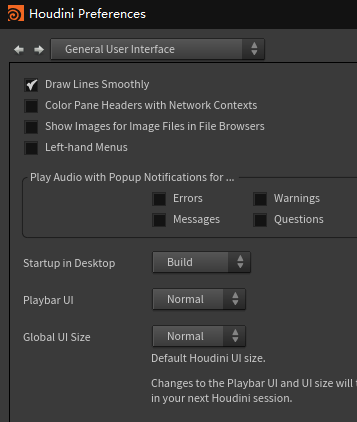 Houdini Preferences
General User Interface
Draw Lines Smoothly
Color Pane Headers with Network Contexts
Show Images for Image Files in File Browsers
Left-hand Menus
Play Audio with Popup Notifications for ...
Errors Warnings
Messages Questions
Startup in Desktop Build
Playbar UI Normal
Global UI Size Normal
Default Houdini UI size.
Changes to the Playbar UI and UI size will
in your next Houdini session.